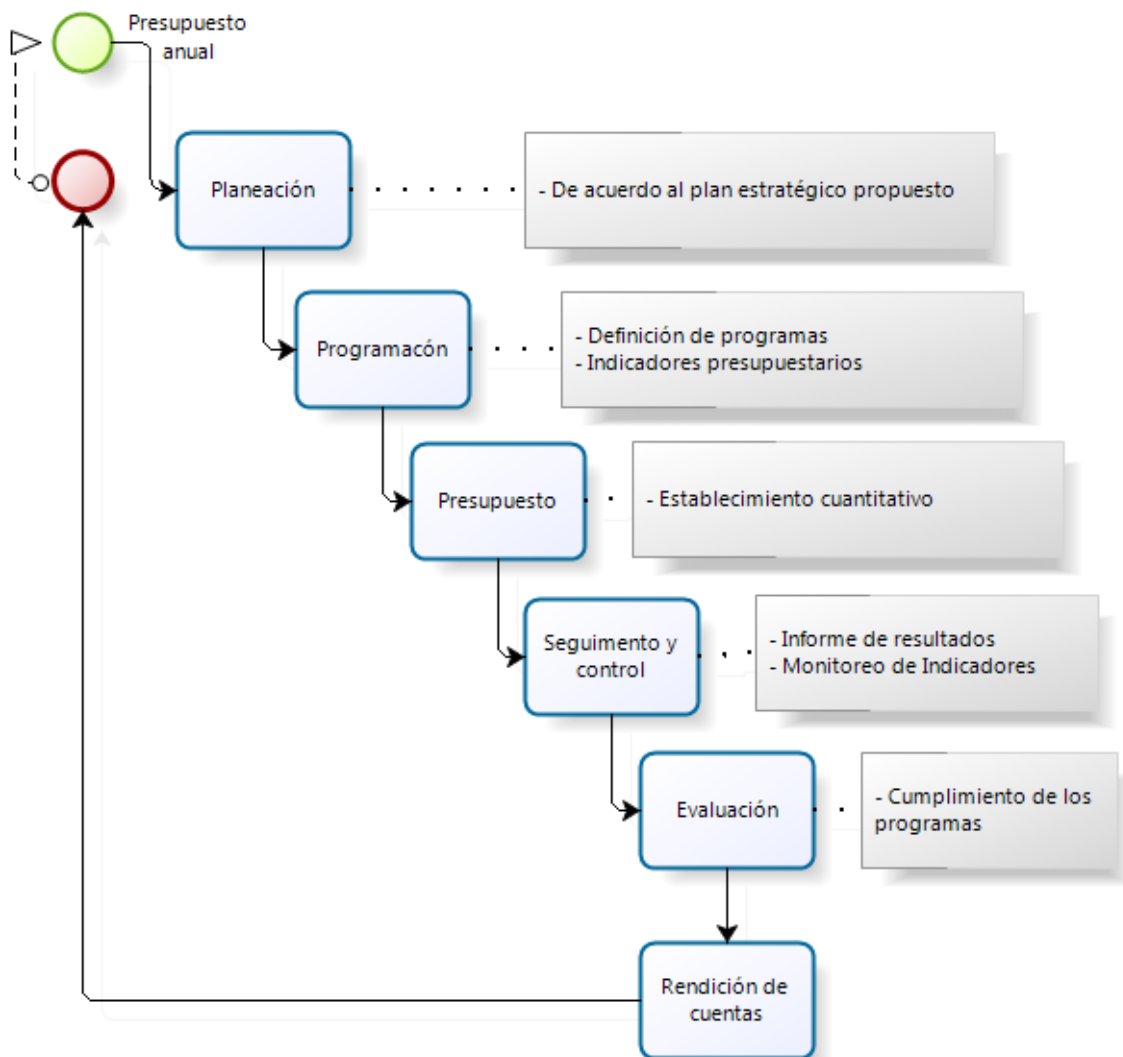 Presupuesto
anual
Planeación
- De acuerdo al plan estratégico propuesto
Programacón
- Definición de programas
- Indicadores presupuestarios
Presupuesto
- Establecimiento cuantitativo
Seguimento y
control
- Informe de resultados
- Monitoreo de Indicadores
Evaluación
- Cumplimiento de los
programas
Rendición de
cuentas